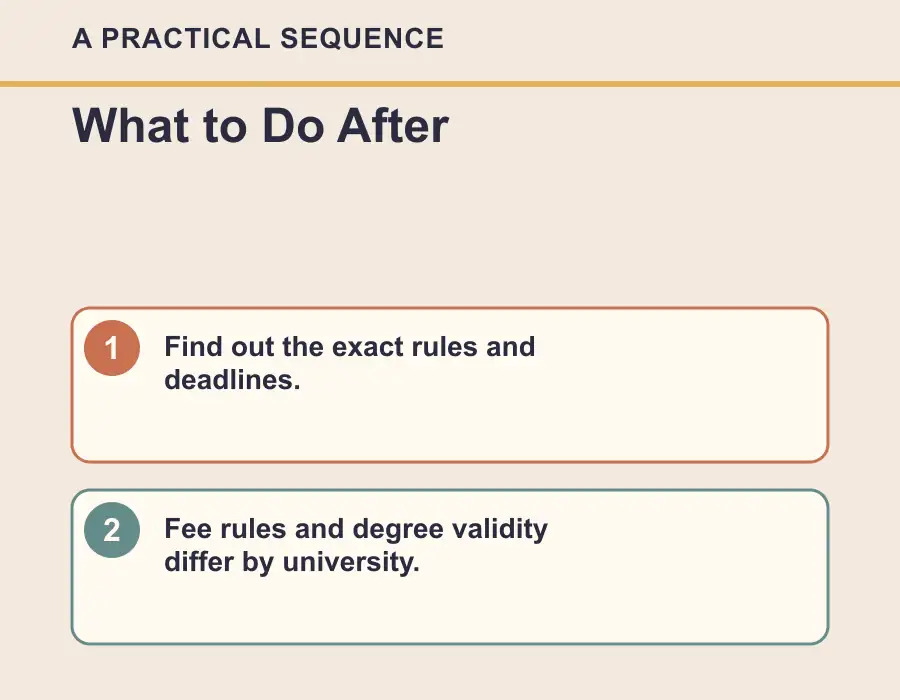 A PRACTICAL SEQUENCE
What to Do After
1
Find out the exact rules and
deadlines.
2
Fee rules and degree validity
differ by university.